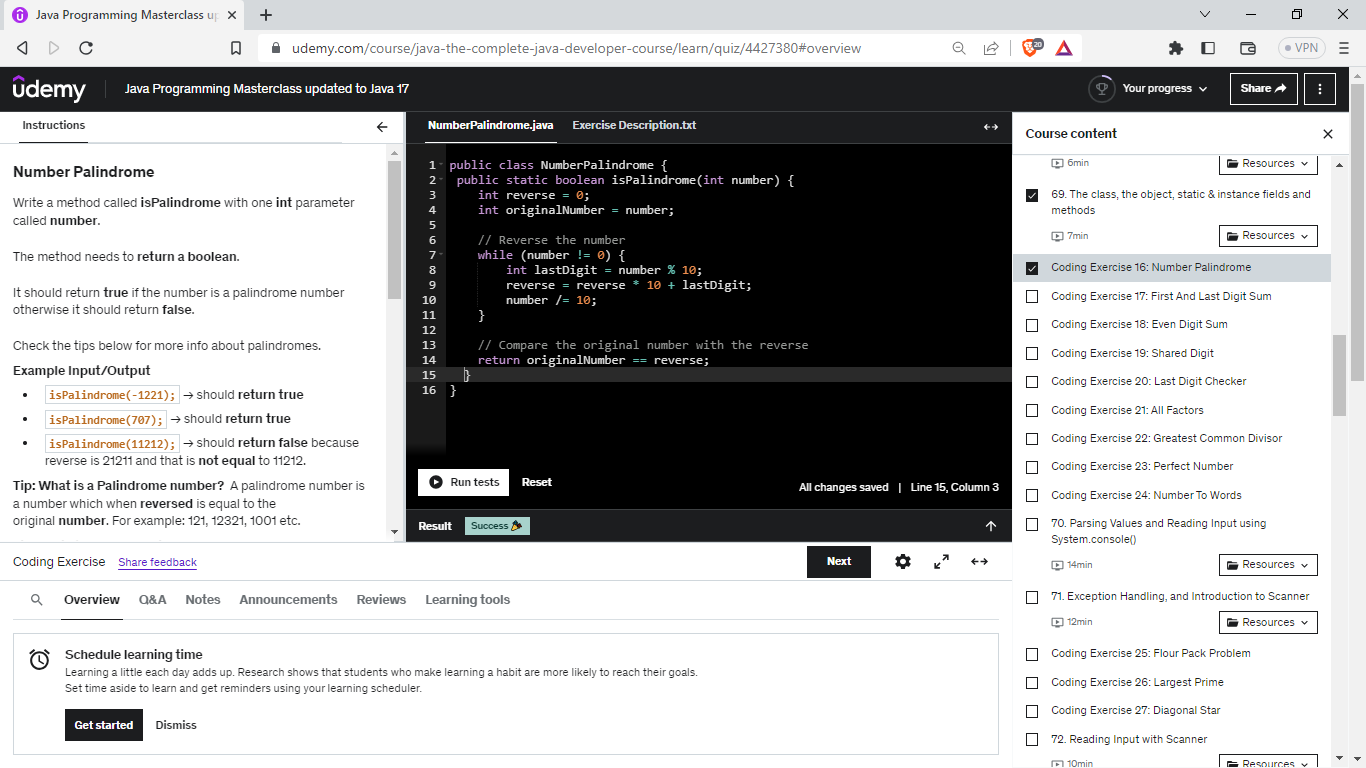 Java Programming Masterclass up
udemy.com/course/java-the-complete-java-developer-course/learn/quiz/4427380#overview
20
VPN
ûdemy
Java Programming Masterclass updated to Java 17
Your progress
Share
Instructions
Number Palindrome
Write a method called isPalindrome with one int parameter
called number.
The method needs to return a boolean.
It should return true if the number is a palindrome number
otherwise it should return false.
Check the tips below for more info about palindromes.
Example Input/Output
• isPalindrome(-1221); → should return true
• isPalindrome(707); → should return true
• isPalindrome(11212); → should return false because
reverse is 21211 and that is not equal to 11212.
Tip: What is a Palindrome number? A palindrome number is
a number which when reversed is equal to the
original number. For example: 121, 12321, 1001 etc.
NumberPalindrome.java
Exercise Description.txt
1 public class NumberPalindrome {
2 public static boolean isPalindrome(int number) {
3 int reverse = 0;
4 int originalNumber = number;
5
6 // Reverse the number
7 while (number != 0) {
8 int lastDigit = number % 10;
9 reverse = reverse * 10 + lastDigit;
10 number /= 10;
11 }
12
13 // Compare the original number with the reverse
14 return originalNumber == reverse;
15 }
16 }
Run tests
Reset
All changes saved | Line 15, Column 3
Result
Success
Course content
6min
Resources
69. The class, the object, static & instance fields and
methods
7min
Resources
Coding Exercise 16: Number Palindrome
Coding Exercise 17: First And Last Digit Sum
Coding Exercise 18: Even Digit Sum
Coding Exercise 19: Shared Digit
Coding Exercise 20: Last Digit Checker
Coding Exercise 21: All Factors
Coding Exercise 22: Greatest Common Divisor
Coding Exercise 23: Perfect Number
Coding Exercise 24: Number To Words
70. Parsing Values and Reading Input using
System.console()
14min
Resources
71. Exception Handling, and Introduction to Scanner
12min
Resources
Coding Exercise 25: Flour Pack Problem
Coding Exercise 26: Largest Prime
Coding Exercise 27: Diagonal Star
72. Reading Input with Scanner
10min
Resources
Coding Exercise
Share feedback
Next
Overview
Q&A
Notes
Announcements
Reviews
Learning tools
Schedule learning time
Learning a little each day adds up. Research shows that students who make learning a habit are more likely to reach their goals.
Set time aside to learn and get reminders using your learning scheduler.
Get started
Dismiss